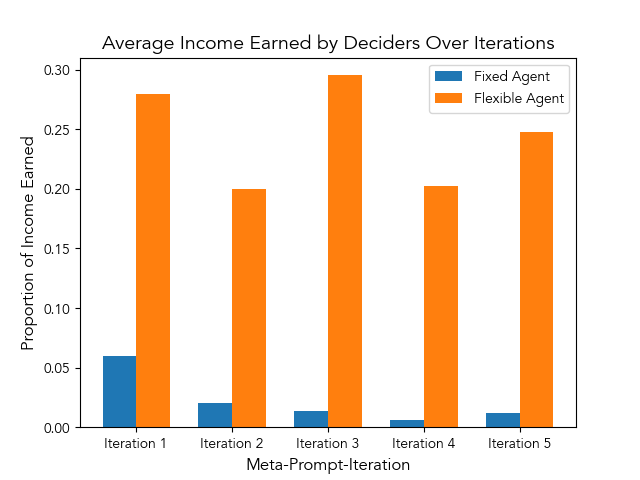 Average Income Earned by Deciders Over Iterations
Fixed Agent
Flexible Agent
Proportion of Income Earned
0.30
0.25
0.20
0.15
0.10
0.05
0.00
Iteration 1
Iteration 2
Iteration 3
Iteration 4
Iteration 5
Meta-Prompt-Iteration